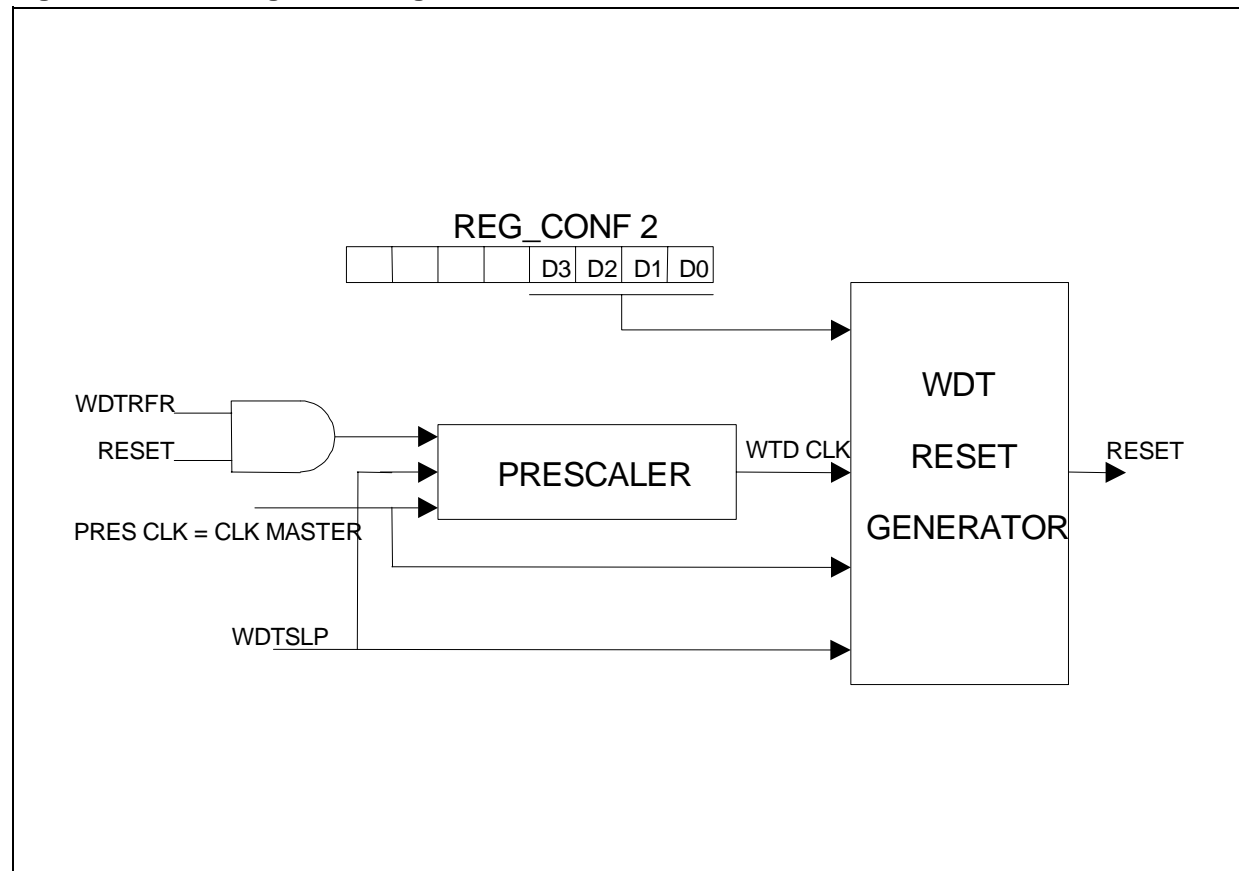 REG_CONF 2
D3 D2 D1 D0
WDTRFR
RESET
PRES CLK = CLK MASTER
WDTSLP
PRESCALER
WTD CLK
WDT
RESET
GENERATOR
RESET